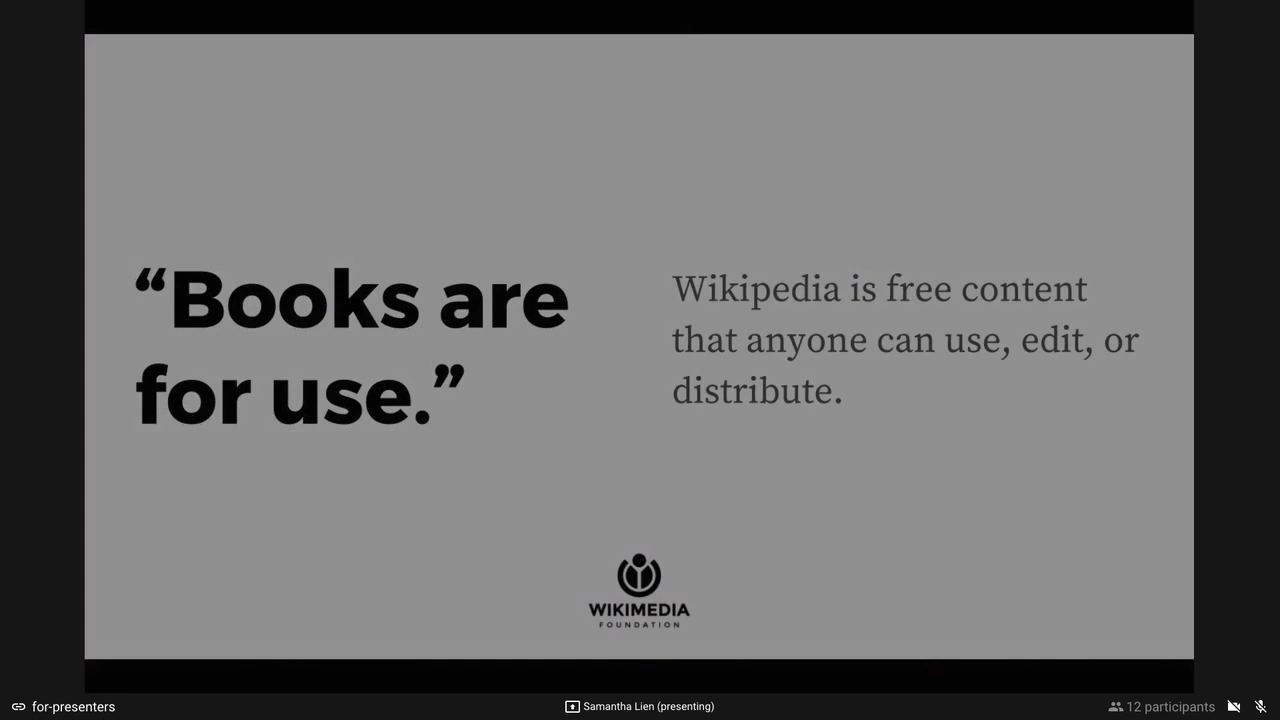 “Books are
for use.”
Wikipedia is free content
that anyone can use, edit, or
distribute.
WIKIMEDIA
FOUNDATION
for-presenters
Samantha Lien (presenting)
12 participants